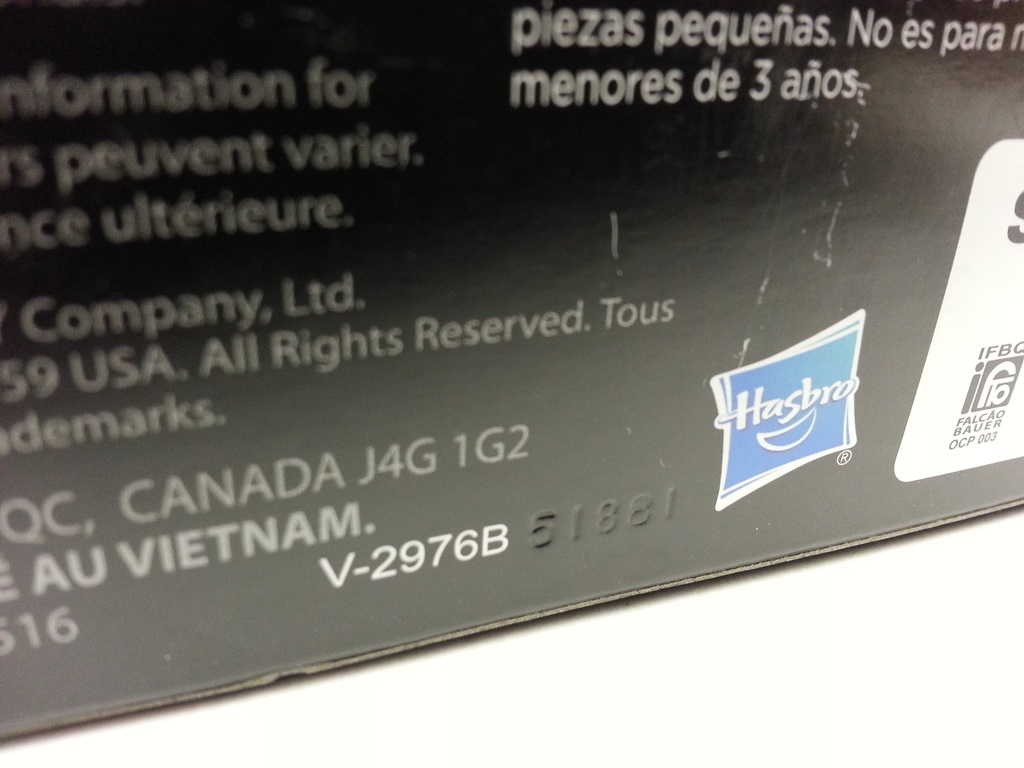 piezas pequeñas. No es para
menores de 3 años.
nformation for
rs peuvent varier.
nce ultérieure.
Y Company, Ltd.
59 USA. All Rights Reserved. Tous
ademarks.
QC, CANADA J4G 1G2
E AU VIETNAM.
V-2976B 51881
516
Hasbro
®
S
IFBQ
FALCÃO
BAUER
OCP 003